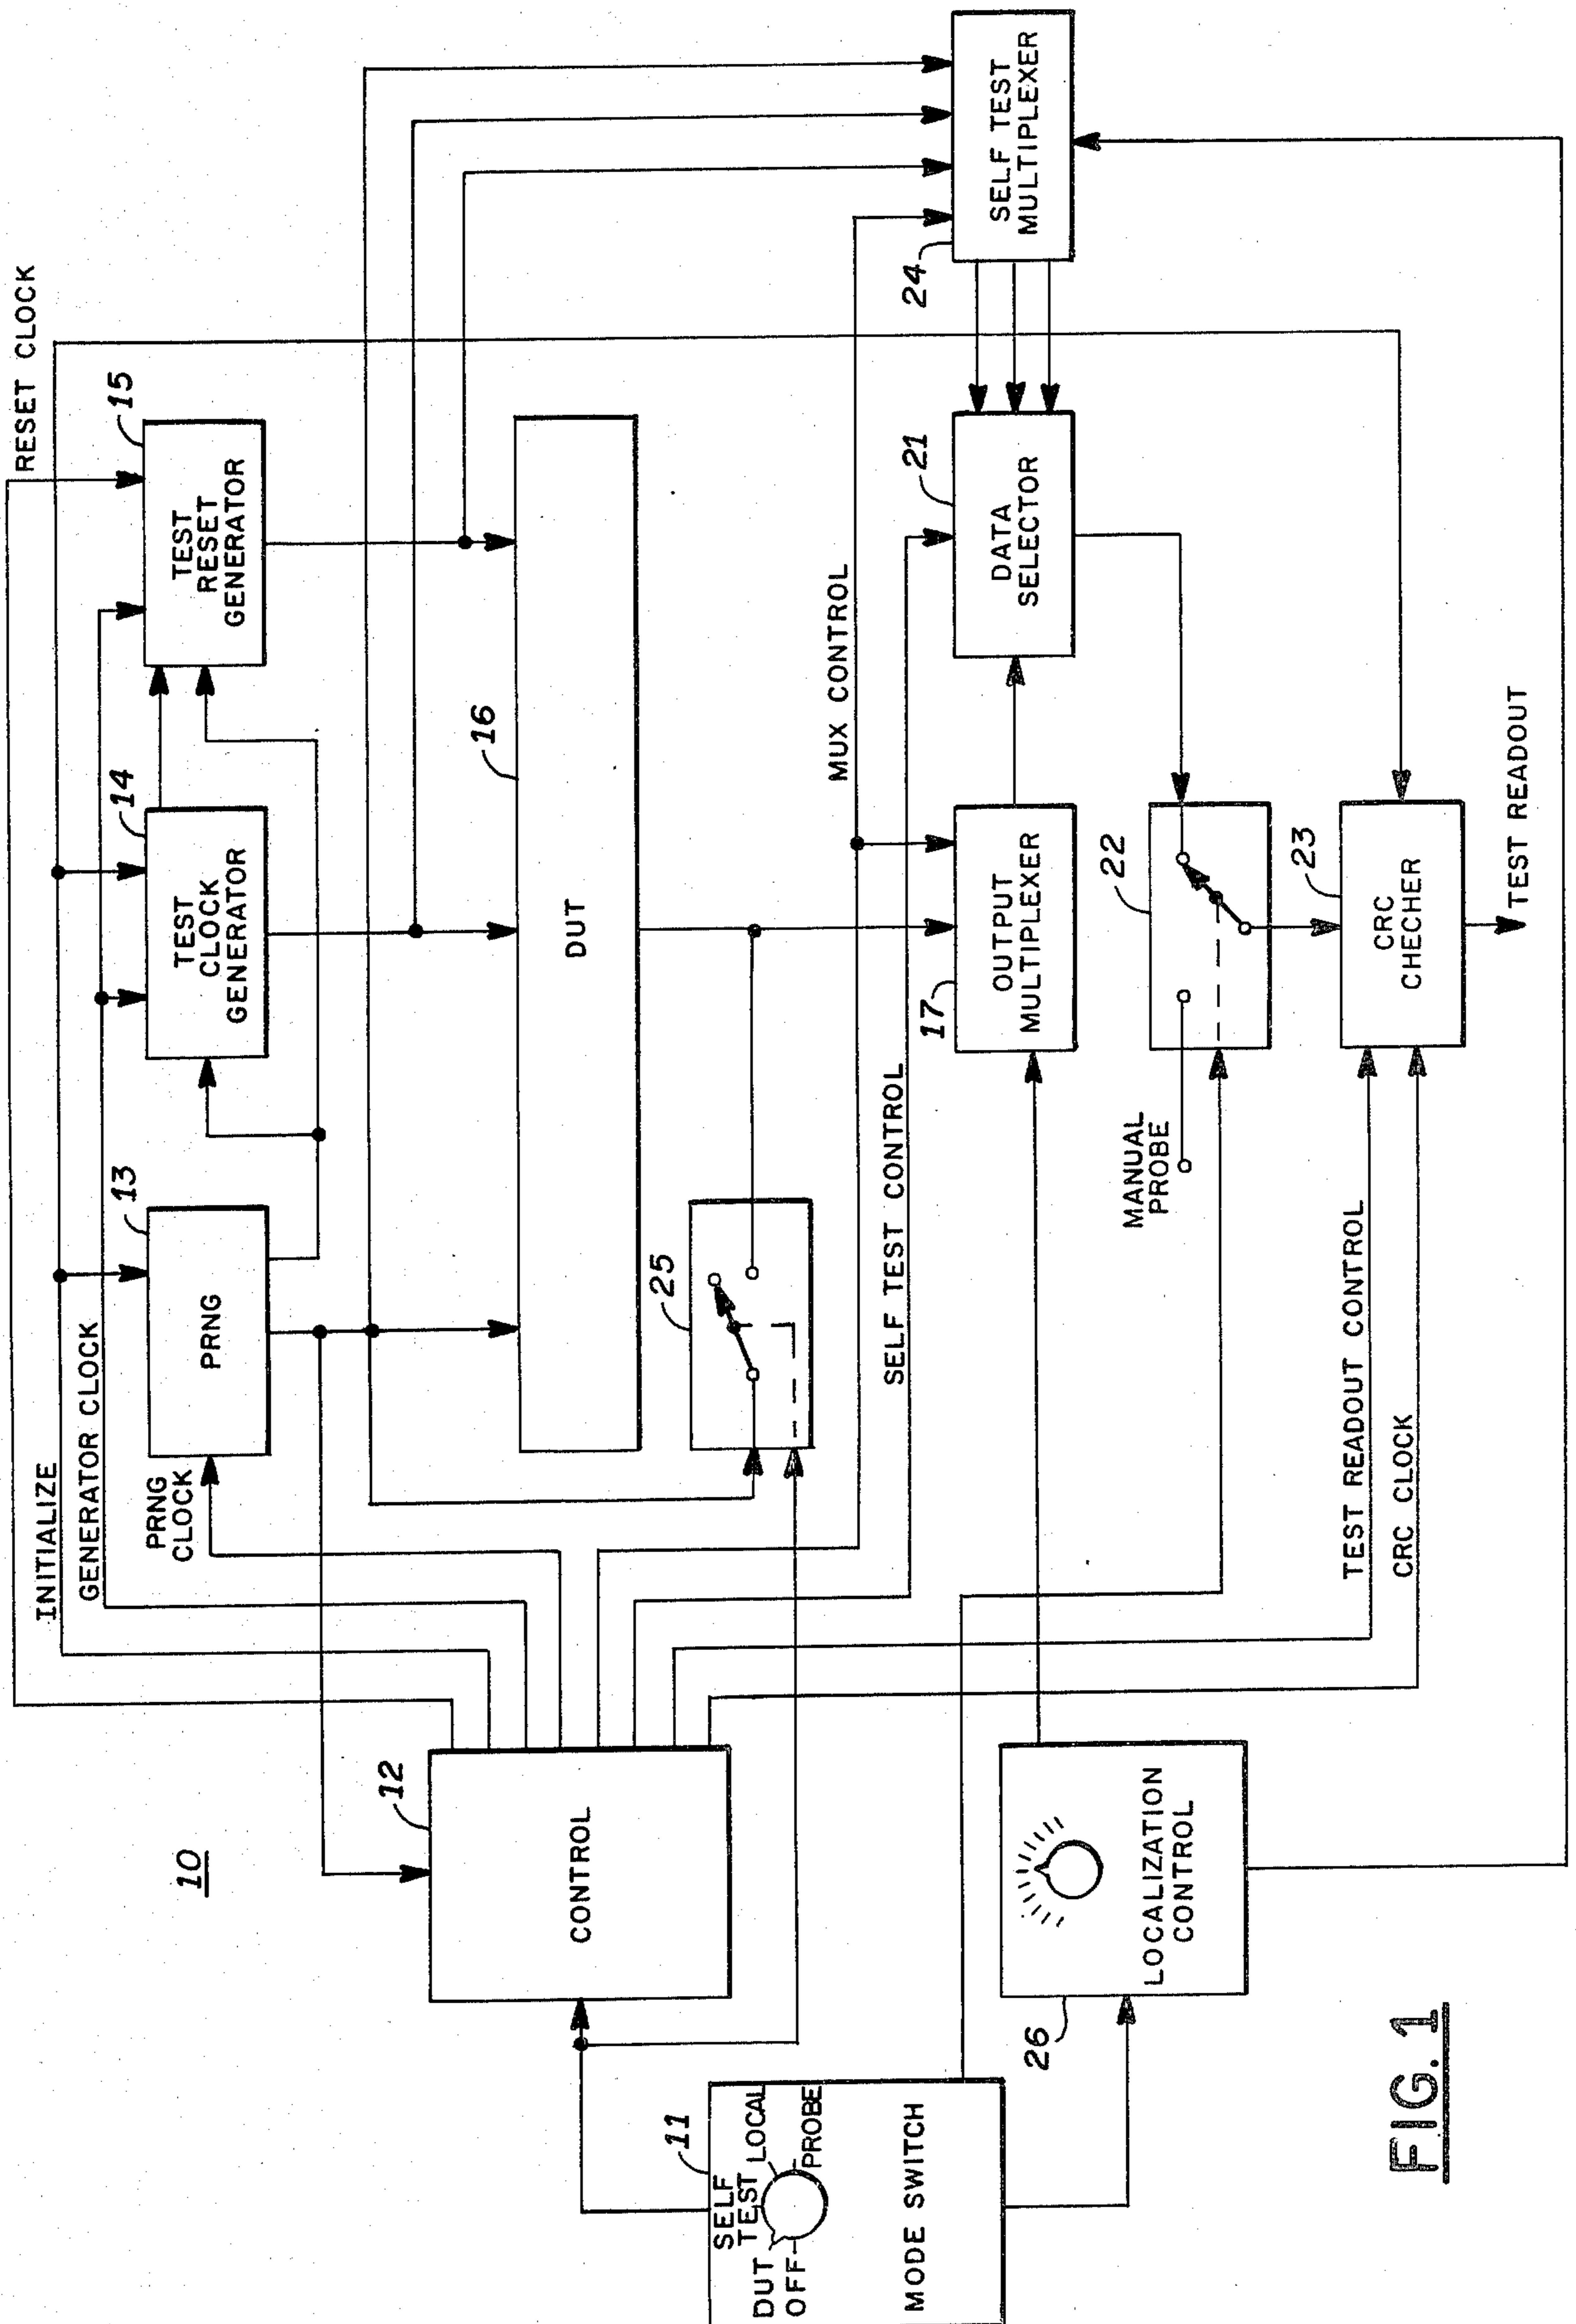 10
RESET CLOCK
INITIALIZE
GENERATOR CLOCK
PRNG
CLOCK
13
PRNG
14
TEST
CLOCK
GENERATOR
15
TEST
RESET
GENERATOR
12
CONTROL
16
DUT
25
11
SELF
TEST
LOCAL
DUT
OFF
PROBE
MODE SWITCH
MUX CONTROL
SELF TEST CONTROL
17
OUTPUT
MULTIPLEXER
21
DATA
SELECTOR
24
SELF TEST
MULTIPLEXER
26
LOCALIZATION
CONTROL
MANUAL
PROBE
22
23
CRC
CHECHER
TEST READOUT CONTROL
CRC CLOCK
TEST READOUT
FIG. 1